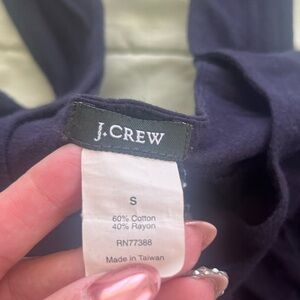 J.CREW
S
60% Cotton
40% Rayon
RN77388
Made in Taiwan